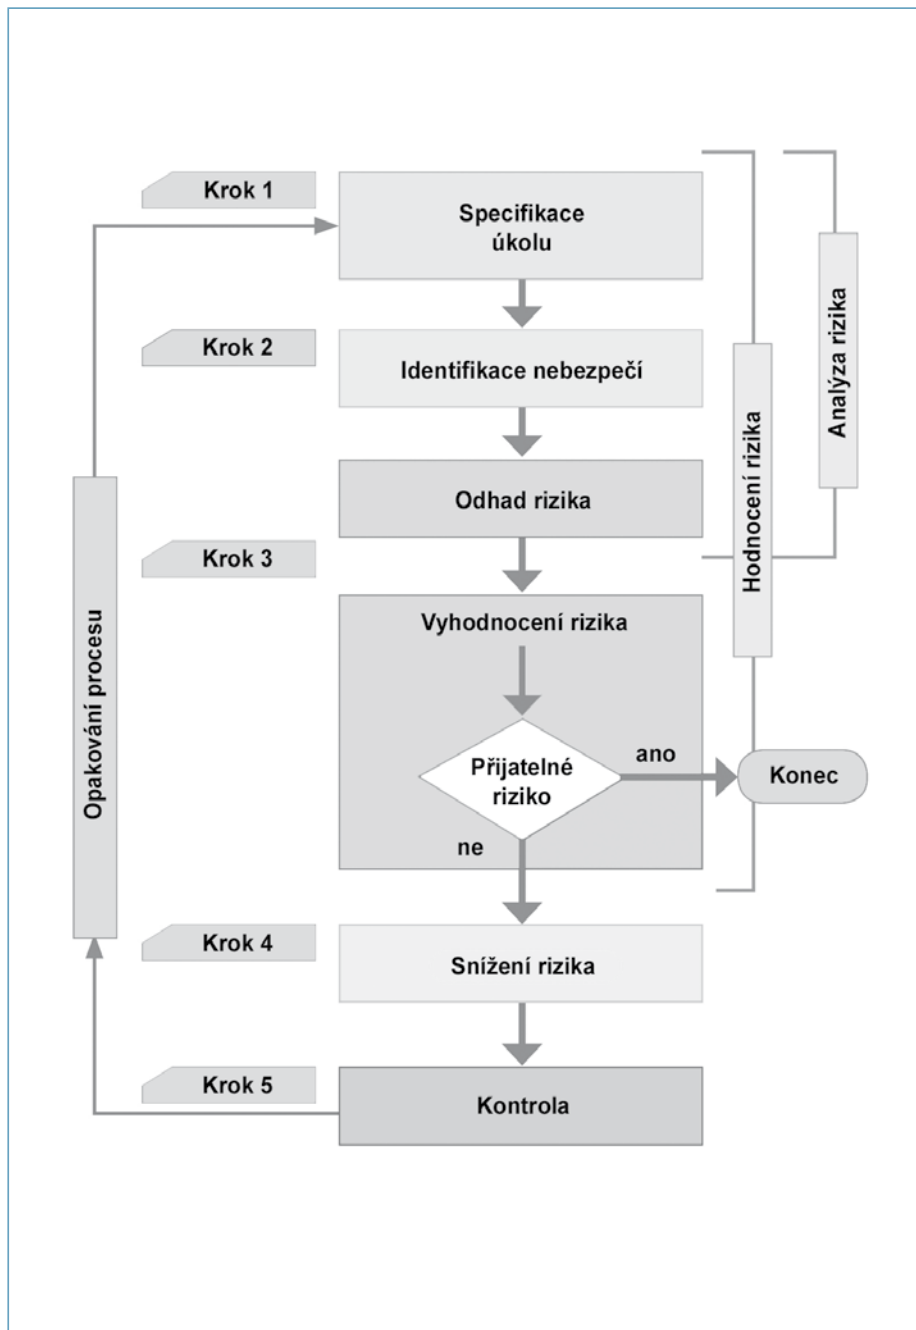 Krok 1
Specifikace
úkolu
Krok 2
Identifikace nebezpečí
Odhad rizika
Krok 3
Vyhodnocení rizika
Přijatelné
riziko
ano
Konec
ne
Krok 4
Snížení rizika
Krok 5
Kontrola
Opakování procesu
Hodnocení rizika
Analýza rizika